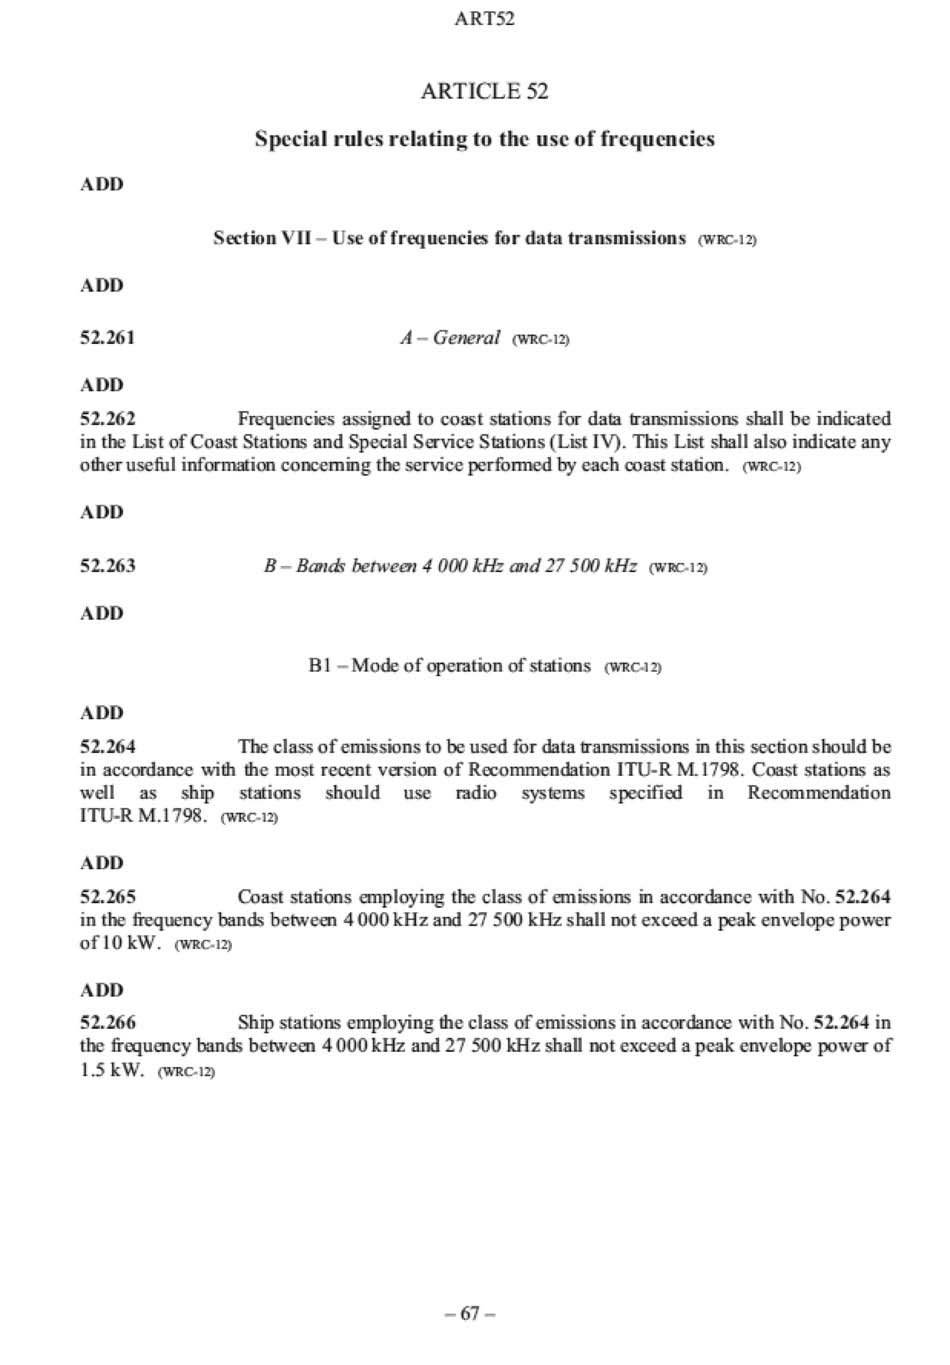 ART52
ARTICLE 52
Special rules relating to the use of frequencies
ADD
Section VII – Use of frequencies for data transmissions (WRC-12)
ADD
52.261 A – General (WRC-12)
ADD
52.262 Frequencies assigned to coast stations for data transmissions shall be indicated
in the List of Coast Stations and Special Service Stations (List IV). This List shall also indicate any
other useful information concerning the service performed by each coast station. (WRC-12)
ADD
52.263 B – Bands between 4 000 kHz and 27 500 kHz (WRC-12)
ADD
B1 – Mode of operation of stations (WRC-12)
ADD
52.264 The class of emissions to be used for data transmissions in this section should be
in accordance with the most recent version of Recommendation ITU-R M.1798. Coast stations as
well as ship stations should use radio systems specified in Recommendation
ITU-R M.1798. (WRC-12)
ADD
52.265 Coast stations employing the class of emissions in accordance with No. 52.264
in the frequency bands between 4 000 kHz and 27 500 kHz shall not exceed a peak envelope power
of 10 kW. (WRC-12)
ADD
52.266 Ship stations employing the class of emissions in accordance with No. 52.264 in
the frequency bands between 4 000 kHz and 27 500 kHz shall not exceed a peak envelope power of
1.5 kW. (WRC-12)
– 67 –